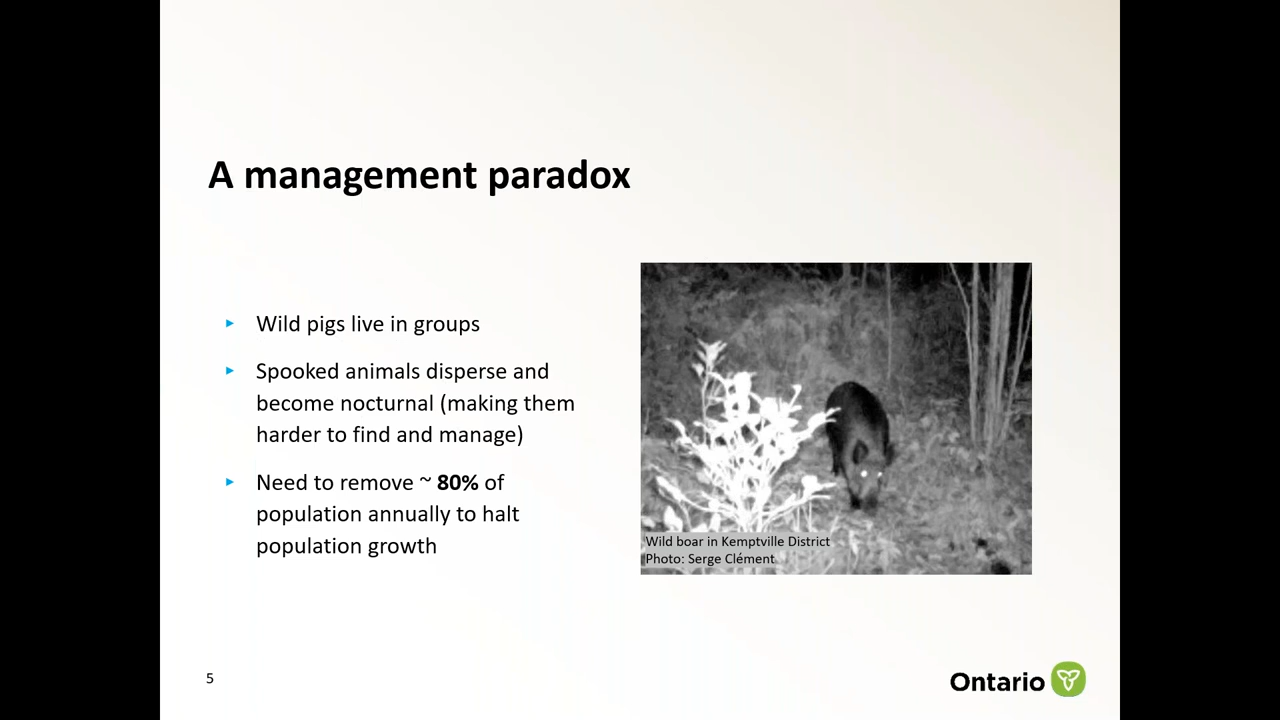 A management paradox
Wild pigs live in groups
Spooked animals disperse and
become nocturnal (making them
harder to find and manage)
Need to remove ~ 80% of
population annually to halt
population growth
Wild boar in Kemptville District
Photo: Serge Clément
5
Ontario